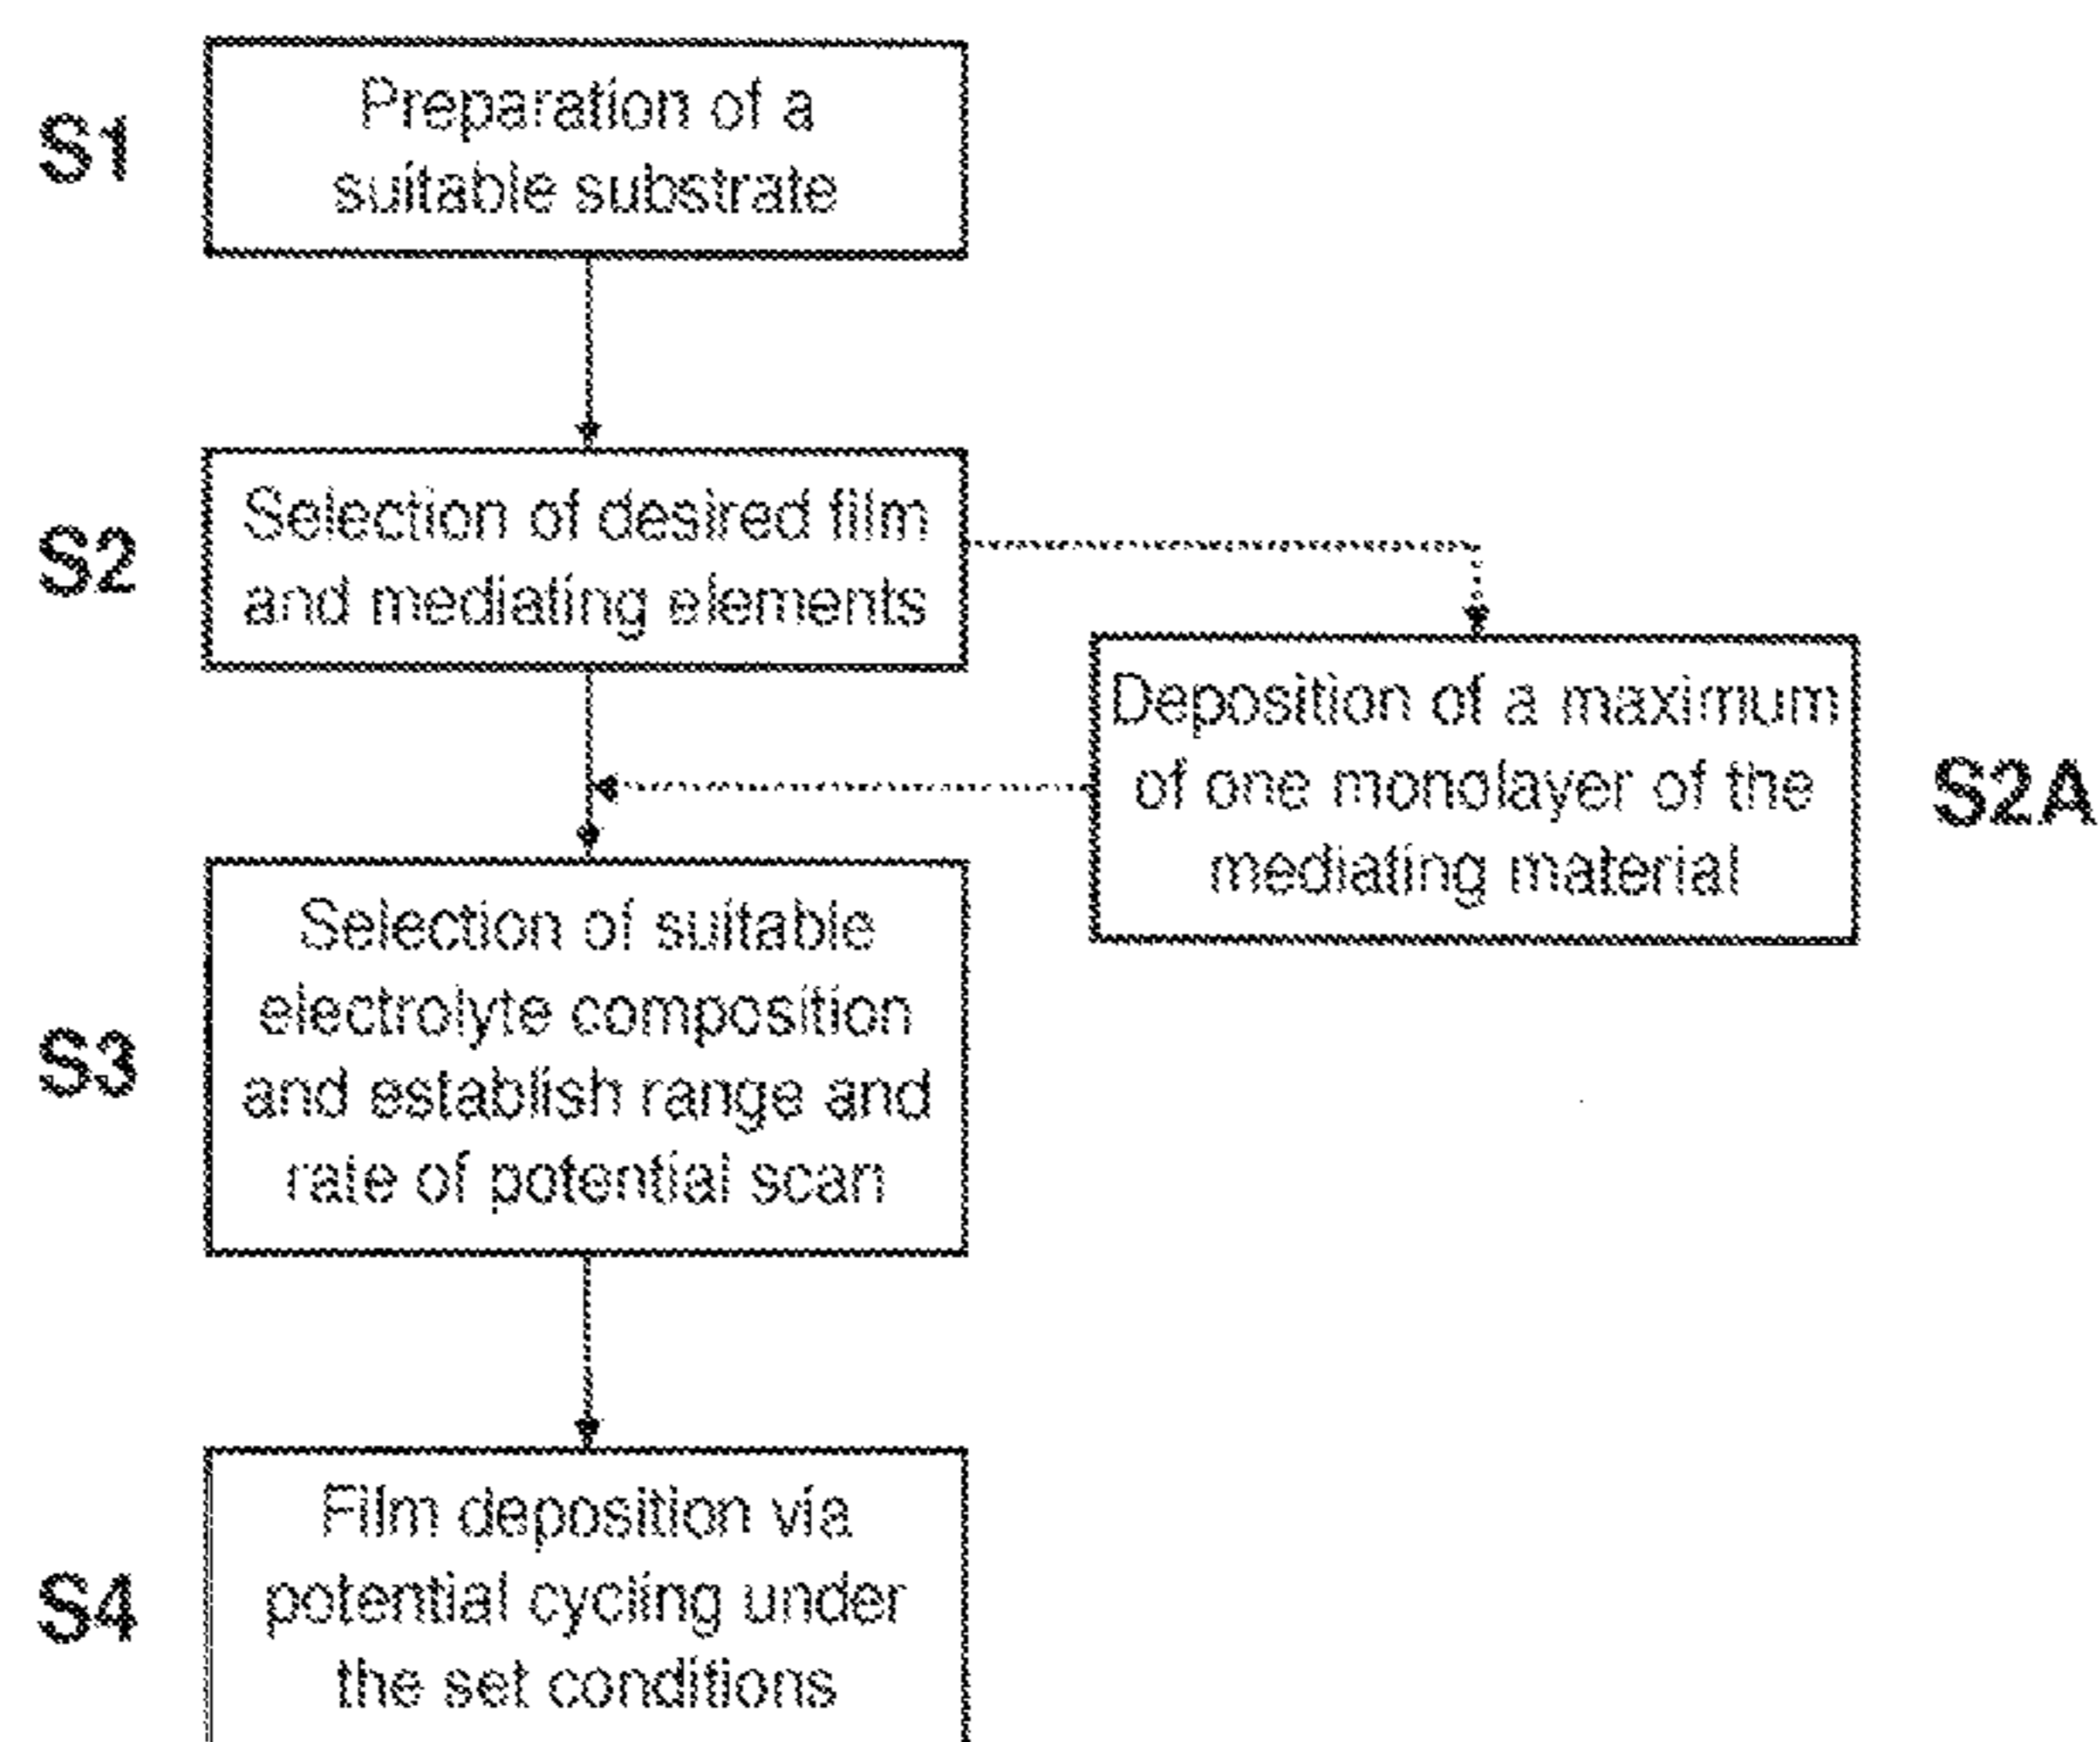 S1
Preparation of a
suitable substrate
S2
Selection of desired film
and mediating elements
Deposition of a maximum
of one monolayer of the
mediating material
S2A
S3
Selection of suitable
electrolyte composition
and establish range and
rate of potential scan
S4
Film deposition via
potential cycling under
the set conditions